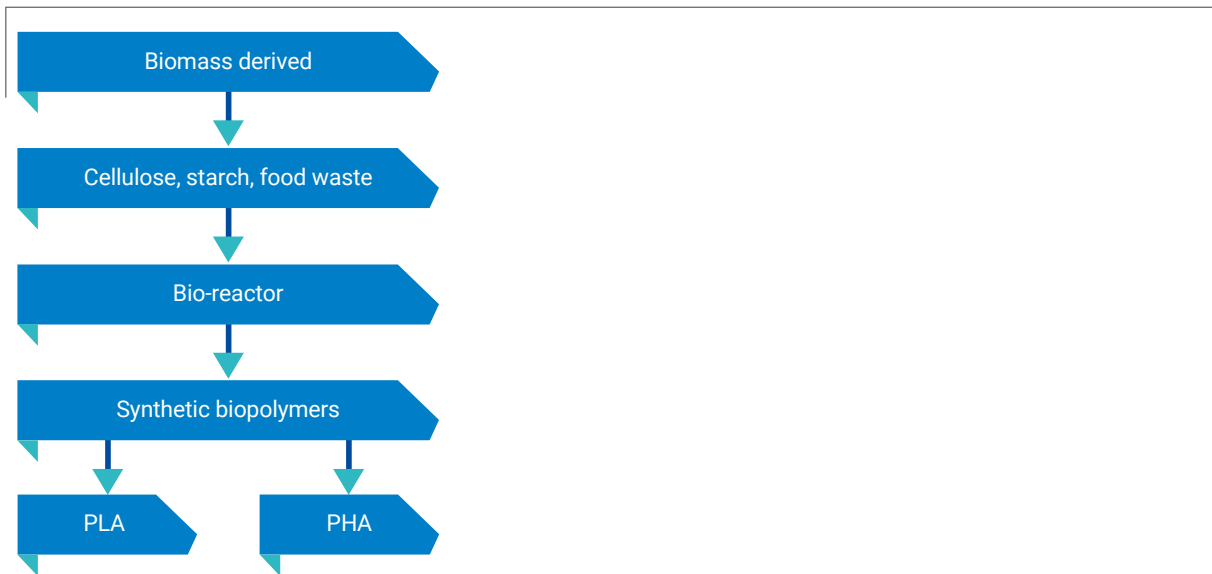 Biomass derived
Cellulose, starch, food waste
Bio-reactor
Synthetic biopolymers
PLA
PHA